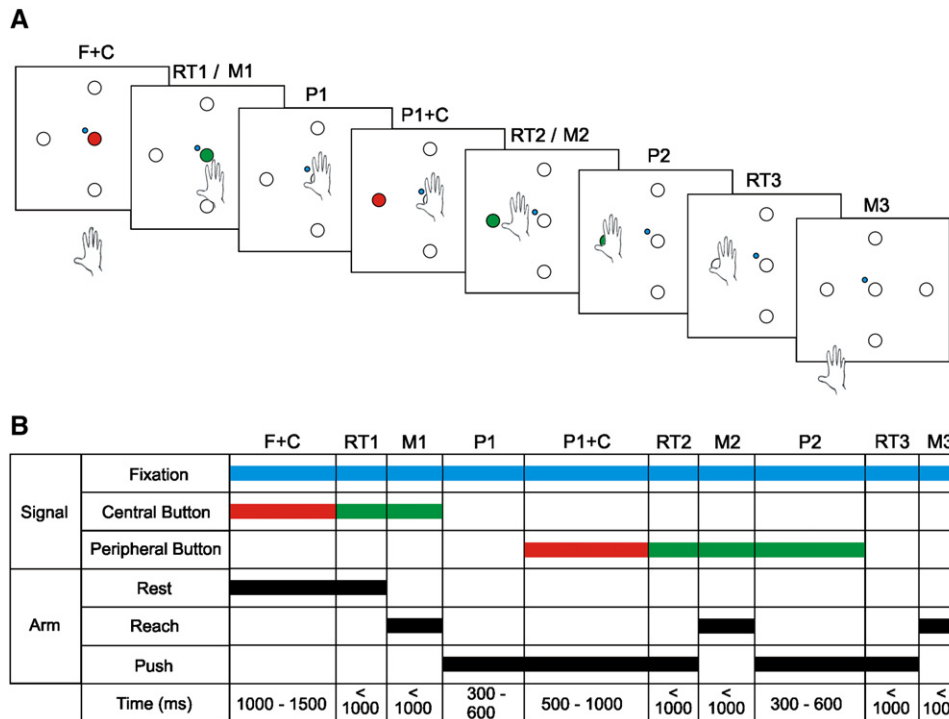 A
F+C
RT1 / M1
P1
P1+C
RT2 / M2
P2
RT3
M3
B
F+C RT1 M1 P1 P1+C RT2 M2 P2 RT3 M3
Signal
Fixation
Central Button
Peripheral Button
Arm
Rest
Reach
Push
Time (ms) 1000 - 1500 < 1000 < 1000 300 - 600 500 - 1000 < 1000 < 1000 300 - 600 < 1000 <